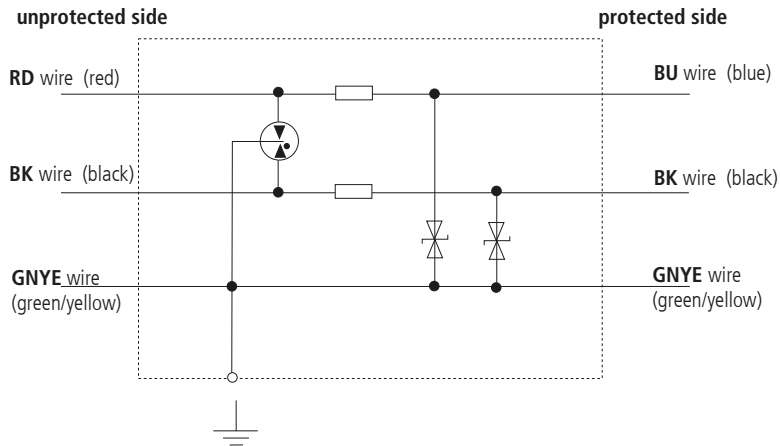 unprotected side
protected side
RD wire (red)
BU wire (blue)
BK wire (black)
BK wire (black)
GNYE wire
(green/yellow)
GNYE wire
(green/yellow)